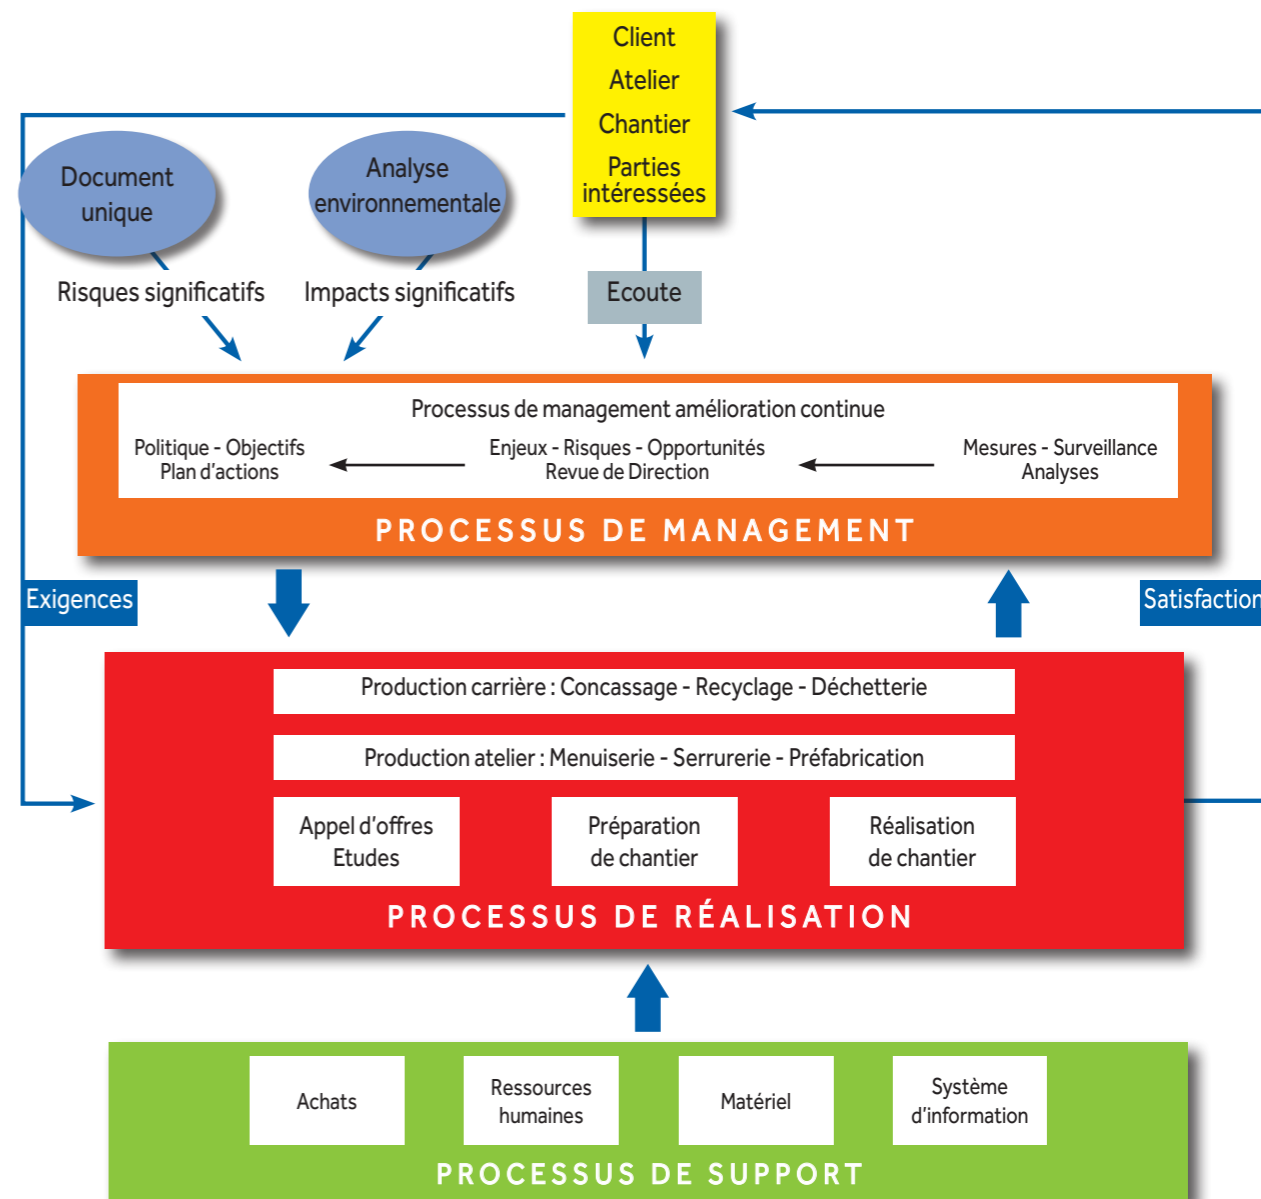 Client
Atelier
Chantier
Parties
intéressées
Document
unique
Analyse
environnementale
Risques significatifs
Impacts significatifs
Ecoute
Processus de management amélioration continue
Politique - Objectifs
Plan d'actions
Enjeux - Risques - Opportunités
Revue de Direction
Mesures - Surveillance
Analyses
PROCESSUS DE MANAGEMENT
Exigences
Satisfaction
Production carrière : Concassage - Recyclage - Déchetterie
Production atelier : Menuiserie - Serrurerie - Préfabrication
Appel d'offres
Etudes
Préparation
de chantier
Réalisation
de chantier
PROCESSUS DE RÉALISATION
Achats
Ressources
humaines
Matériel
Système
d'information
PROCESSUS DE SUPPORT